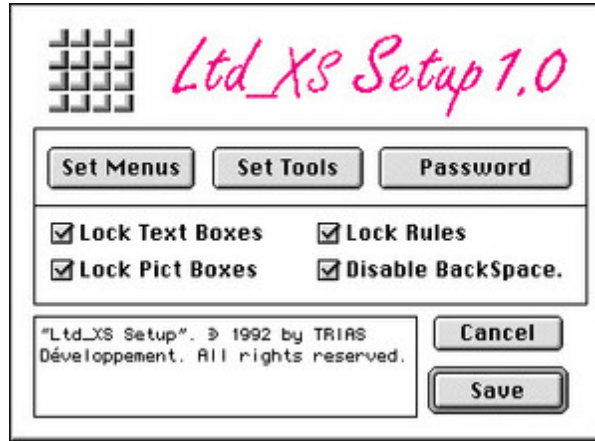 Ltd_XS Setup 1.0
Set Menus Set Tools Password
Lock Text Boxes Lock Rules
Lock Pict Boxes Disable BackSpace.
"Ltd_XS Setup". © 1992 by TRIAS
Développement. All rights reserved.
Cancel
Save